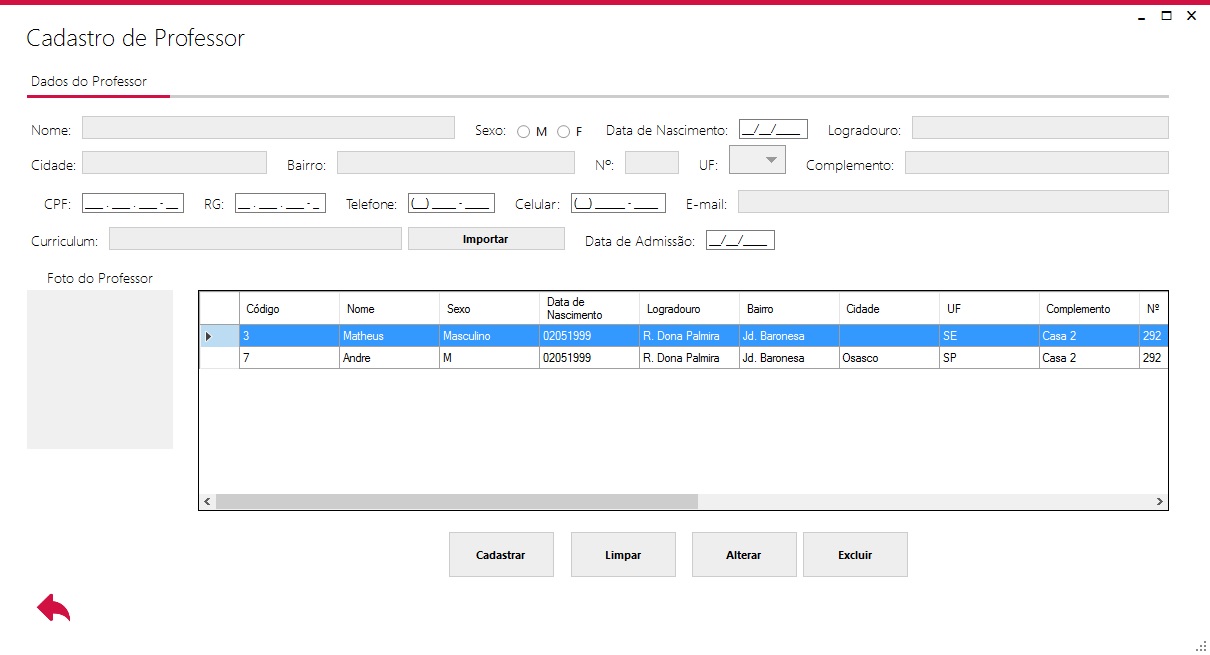 Cadastro de Professor
Dados do Professor
Nome: Sexo: M F Data de Nascimento: __/__/____ Logradouro:
Cidade: Bairro: Nº: UF: Complemento:
CPF: ___.___.___-__ RG: __.___.___-_ Telefone: (__)____-____ Celular: (__)_____-____ E-mail:
Curriculum: Importar Data de Admissão: __/__/____
Foto do Professor
Código Nome Sexo Data de Nascimento Logradouro Bairro Cidade UF Complemento Nº
3 Matheus Masculino 02051999 R. Dona Palmira Jd. Baronesa SE Casa 2 292
7 Andre M 02051999 R. Dona Palmira Jd. Baronesa Osasco SP Casa 2 292
Cadastrar Limpar Alterar Excluir